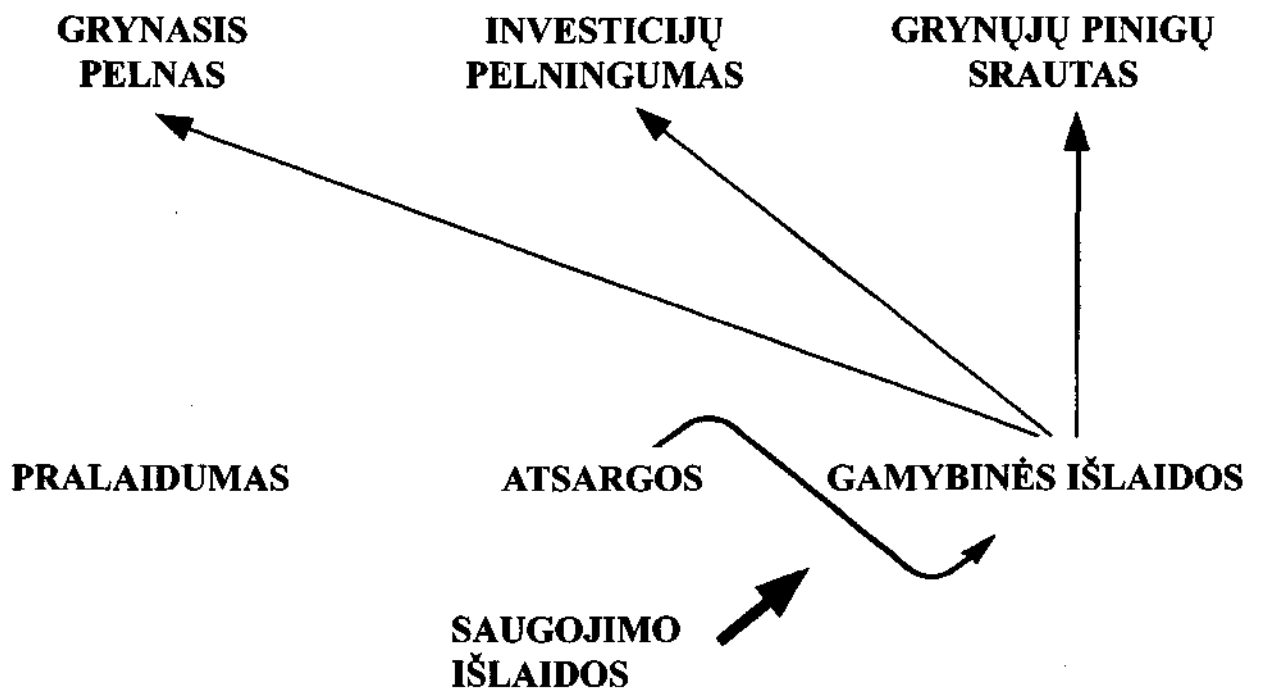 GRYNASIS
PELNAS
INVESTICIJŲ
PELNINGUMAS
GRYNŲJŲ PINIGŲ
SRAUTAS
PRALAIDUMAS
ATSARGOS
GAMYBINĖS IŠLAIDOS
SAUGOJIMO
IŠLAIDOS